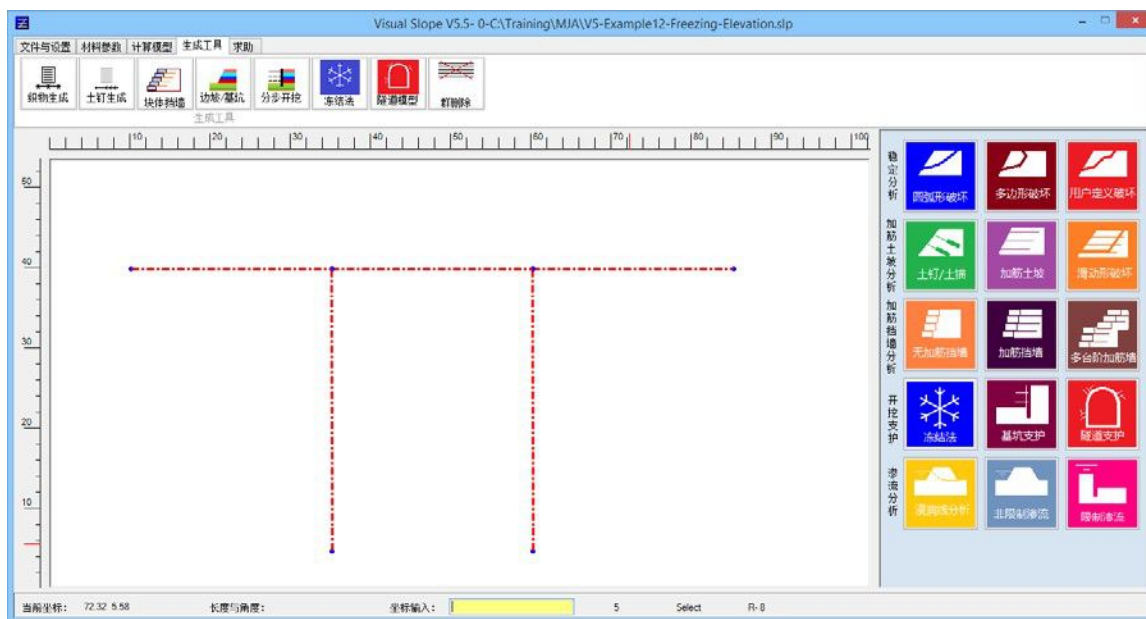 Visual Slope V5.5- 0-C:\Training\MJA\V5-Example12-Freezing-Elevation.slp
文件与设置 材料参数 计算模型 生成工具 求助
织物生成 土钉生成 块体挡墙 边坡/基坑 分步开挖 冻结法 隧道模型 群删除
生成工具
10 20 30 40 50 60 70 80 90 100
50
40
30
20
10
稳定分析
圆弧形破坏 多边形破坏 用户定义破坏
加筋土坡分析
土钉/土锚 加筋土坡 滑动形破坏
加筋挡墙分析
无加筋挡墙 加筋挡墙 多台阶加筋墙
开挖支护
冻结法 基坑支护 隧道支护
渗流分析
浸润线分析 非限制渗流 限制渗流
当前坐标: 72.32 5.58 长度与角度: 坐标输入: 5 Select R- 8